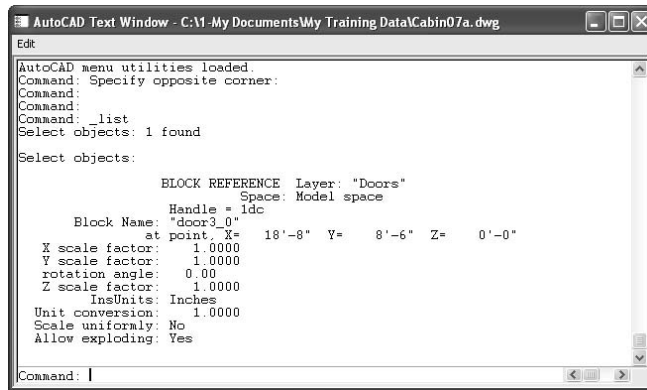 AutoCAD Text Window - C:\1-My Documents\My Training Data\Cabin07a.dwg
Edit
AutoCAD menu utilities loaded.
Command: Specify opposite corner:
Command:
Command:
Command: _list
Select objects: 1 found
Select objects:
BLOCK REFERENCE Layer: "Doors"
Space: Model space
Handle = 1dc
Block Name: "door3_0"
at point, X= 18'-8" Y= 8'-6" Z= 0'-0"
X scale factor: 1.0000
Y scale factor: 1.0000
rotation angle: 0.00
Z scale factor: 1.0000
InsUnits: Inches
Unit conversion: 1.0000
Scale uniformly: No
Allow exploding: Yes
Command: